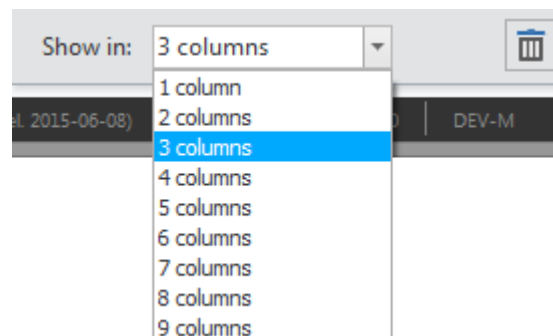 Show in: 3 columns
1 column
el. 2015-06-08) 2 columns DEV-M
3 columns
4 columns
5 columns
6 columns
7 columns
8 columns
9 columns